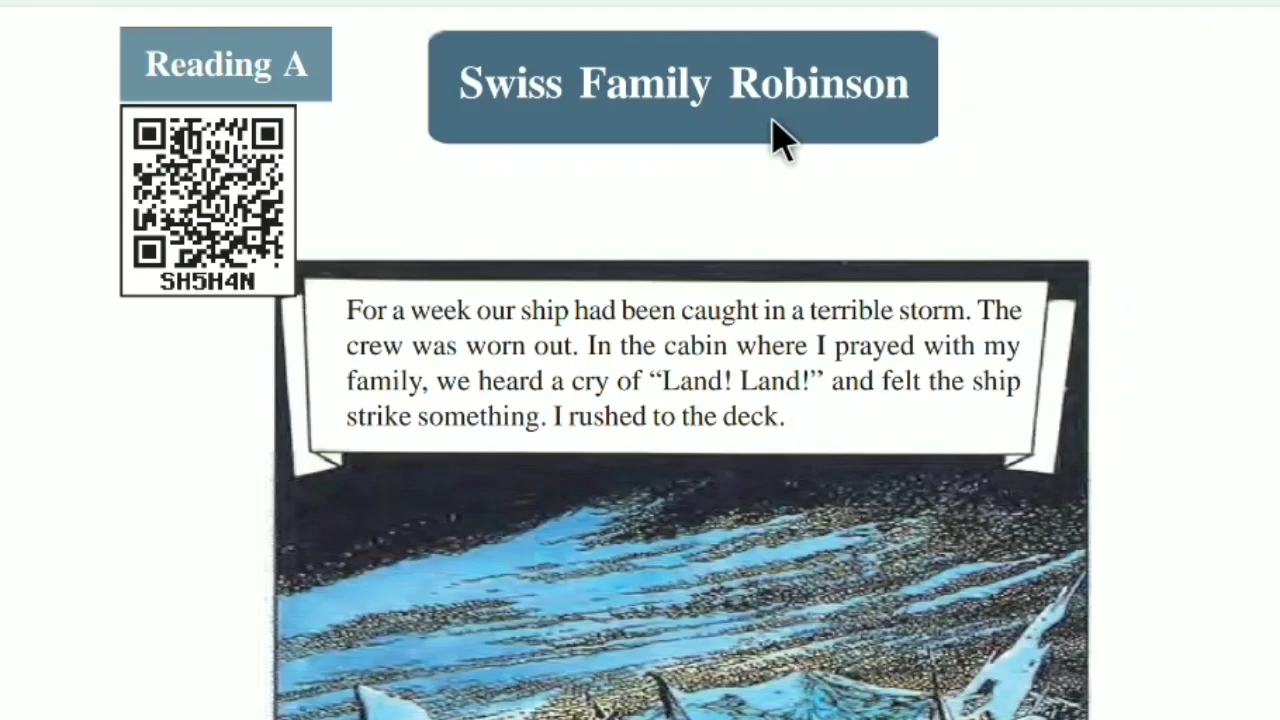 Reading A
Swiss Family Robinson
SH5H4N
For a week our ship had been caught in a terrible storm. The
crew was worn out. In the cabin where I prayed with my
family, we heard a cry of “Land! Land!” and felt the ship
strike something. I rushed to the deck.